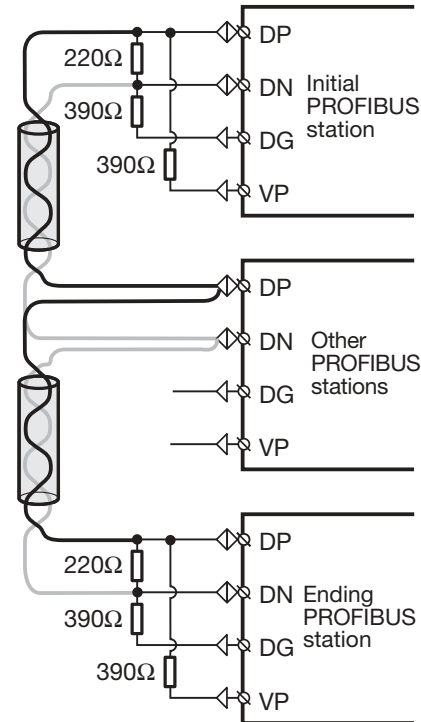 DP
220Ω
DN Initial
PROFIBUS
390Ω
DG station
390Ω
VP
DP
DN Other
PROFIBUS
DG stations
VP
DP
220Ω
DN Ending
PROFIBUS
390Ω
DG station
390Ω
VP